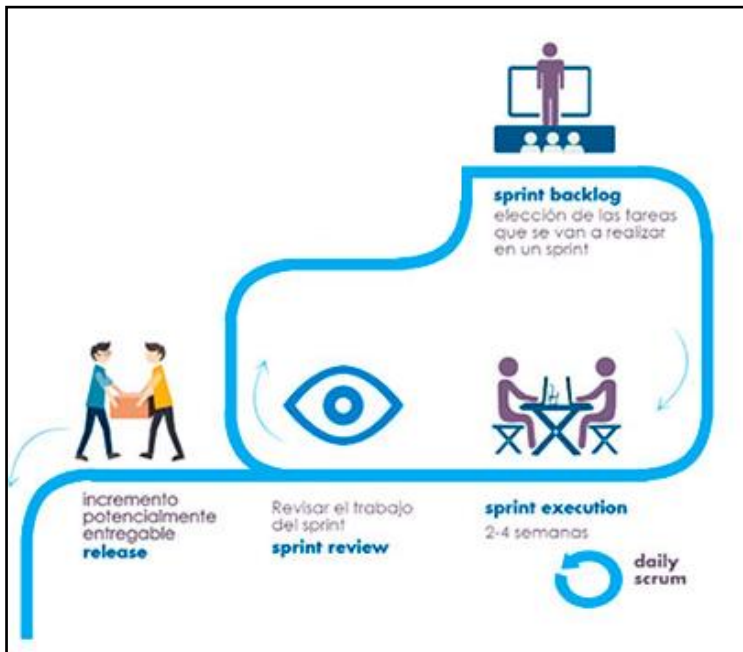 sprint backlog
elección de las tareas
que se van a realizar
en un sprint
incremento
potencialmente
entregable
release
Revisar el trabajo
del sprint
sprint review
sprint execution
2-4 semanas
daily
scrum